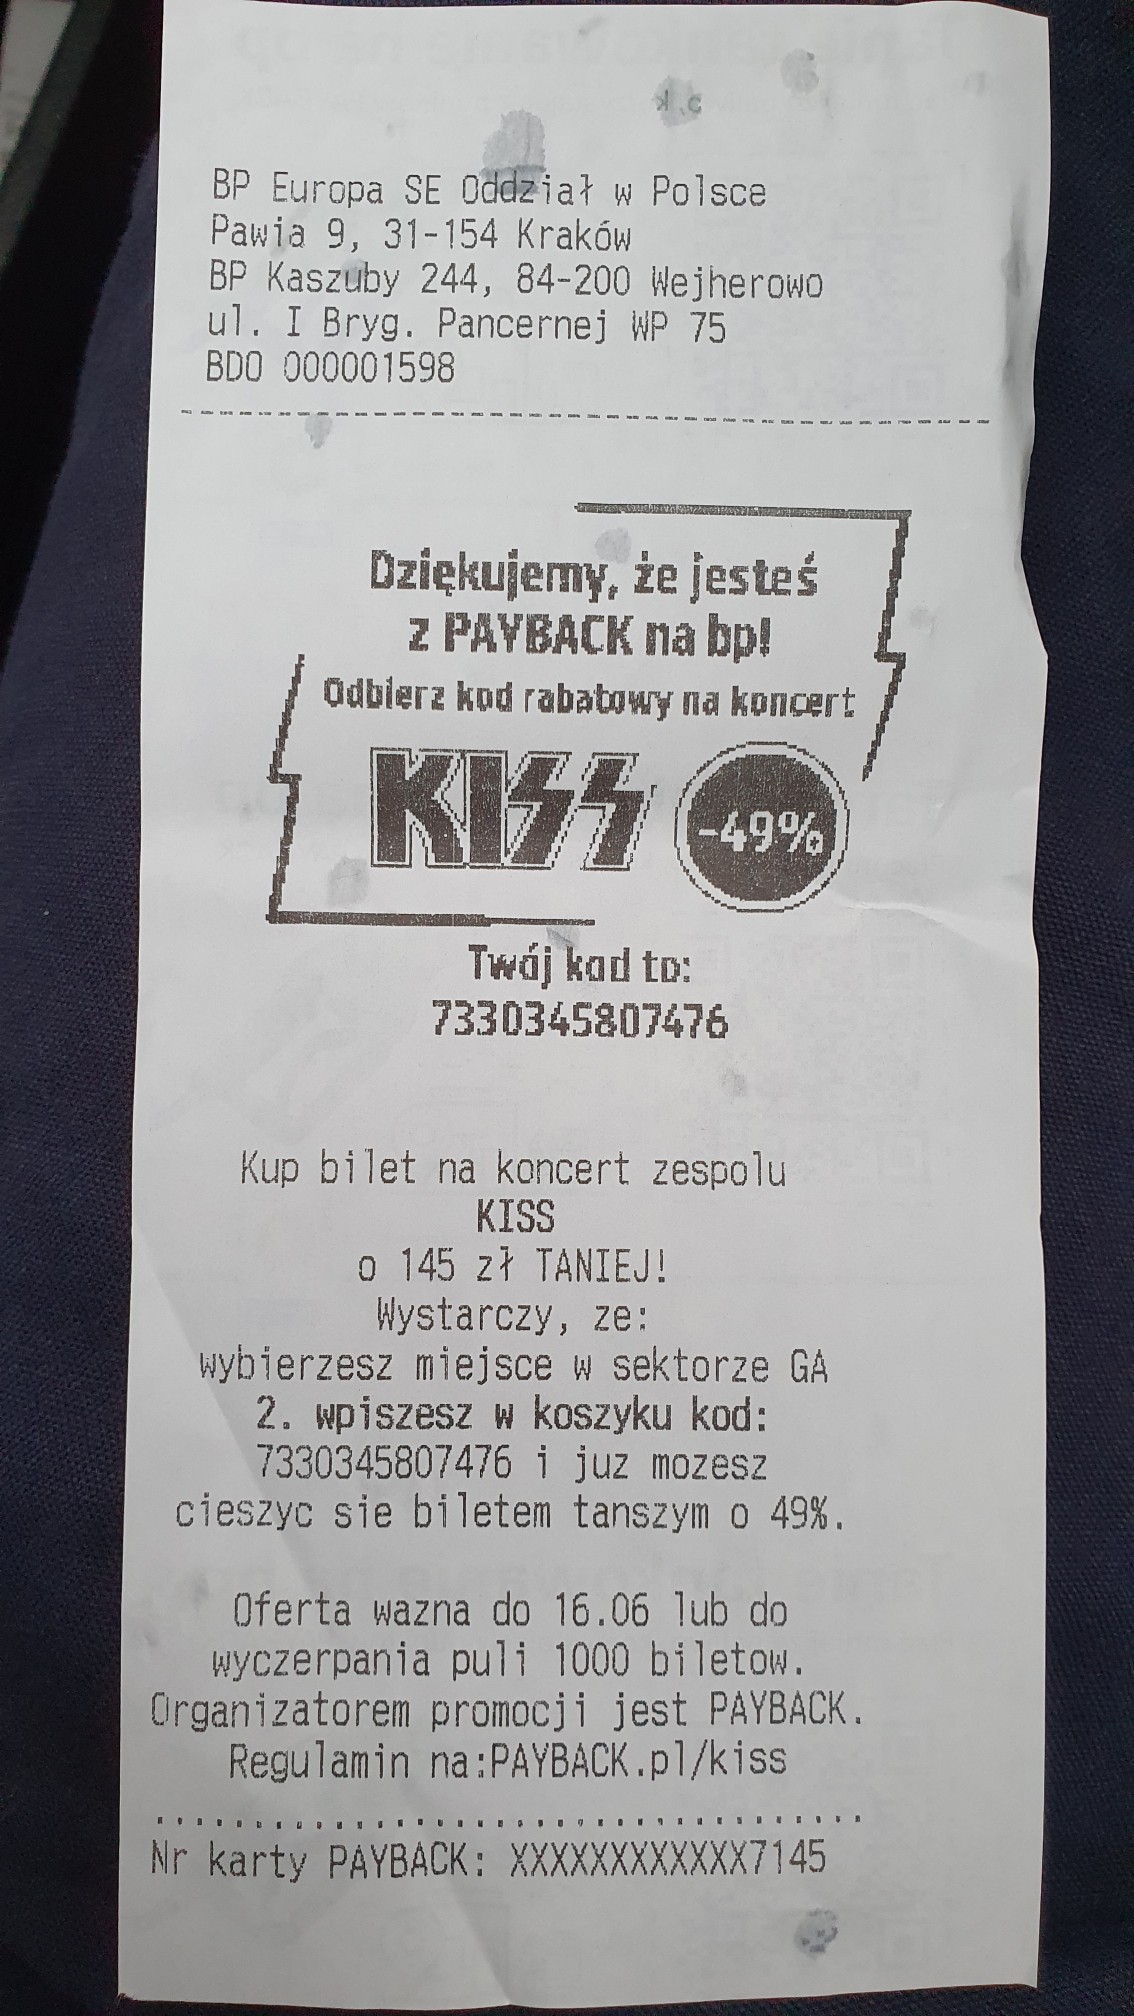 BP Europa SE Oddział w Polsce
Pawia 9, 31-154 Kraków
BP Kaszuby 244, 84-200 Wejherowo
ul. I Bryg. Pancernej WP 75
BDO 000001598
Dziękujemy, że jesteś
z PAYBACK na bp!
Odbierz kod rabatowy na koncert
KISS -49%
Twój kod to:
7330345807476
Kup bilet na koncert zespolu
KISS
o 145 zł TANIEJ!
Wystarczy, ze:
wybierzesz miejsce w sektorze GA
2. wpiszesz w koszyku kod:
7330345807476 i juz mozesz
cieszyc sie biletem tanszym o 49%.
Oferta wazna do 16.06 lub do
wyczerpania puli 1000 biletow.
Organizatorem promocji jest PAYBACK.
Regulamin na:PAYBACK.pl/kiss
Nr karty PAYBACK: XXXXXXXXXXXX7145